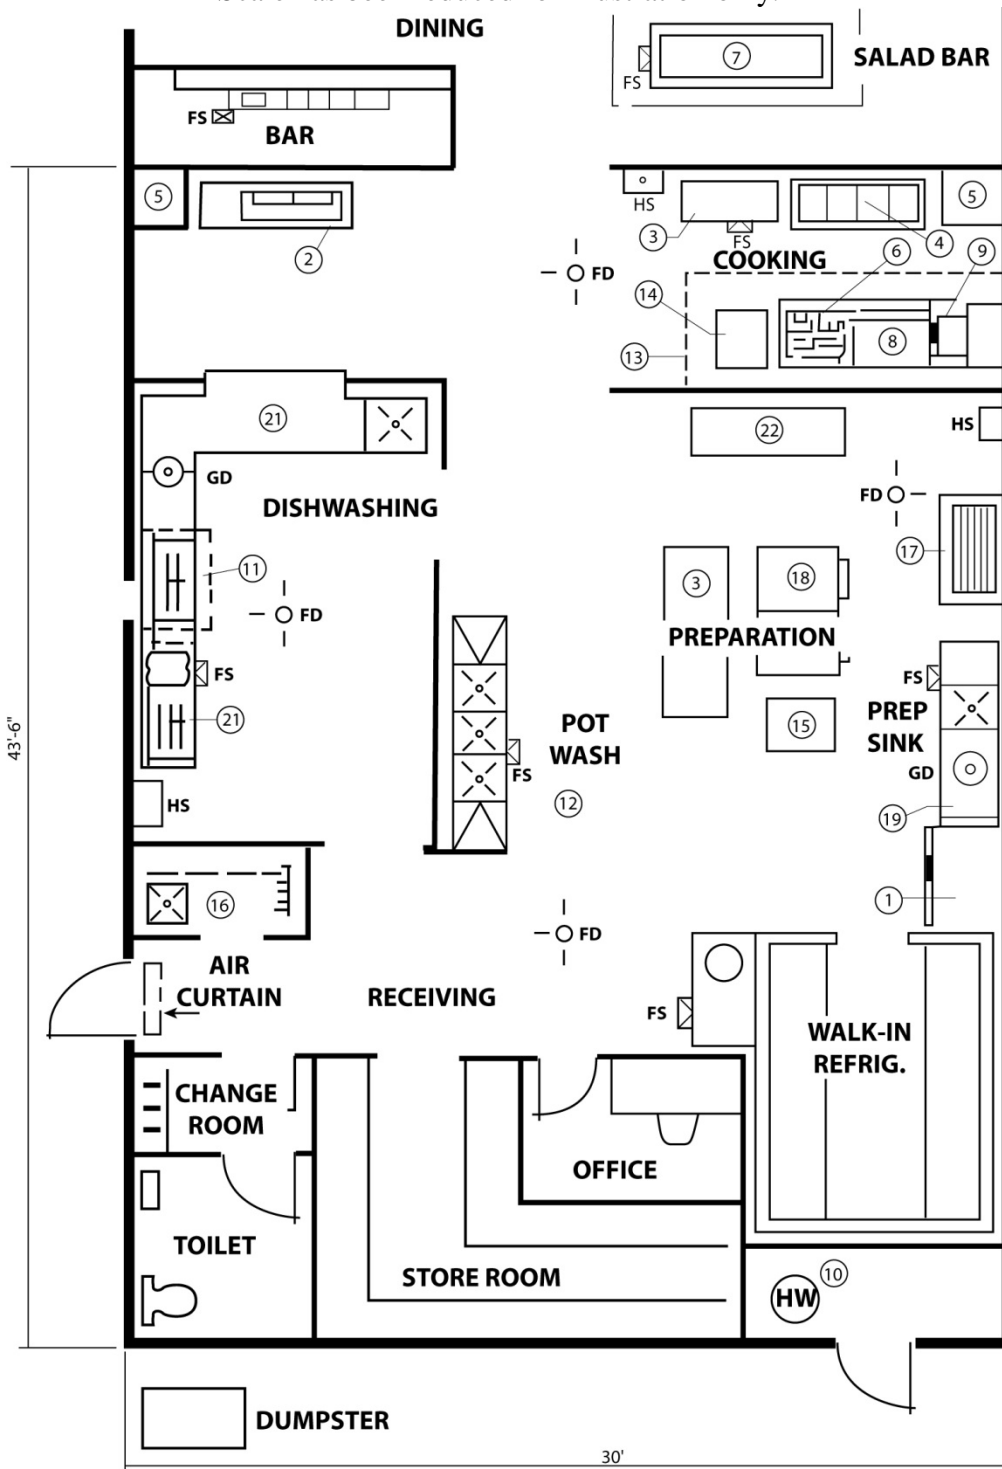 DINING
7
SALAD BAR
FS
FS
BAR
5
HS
3
FS
4
5
2
COOKING
6
9
FD
14
8
13
21
22
HS
GD
DISHWASHING
FD
11
17
3
18
FD
PREPARATION
FS
FS
21
POT
WASH
FS
15
PREP
SINK
GD
43'-6"
HS
12
19
16
1
FD
AIR
CURTAIN
RECEIVING
FS
WALK-IN
REFRIG.
CHANGE
ROOM
OFFICE
TOILET
STORE ROOM
HW
10
DUMPSTER
30'